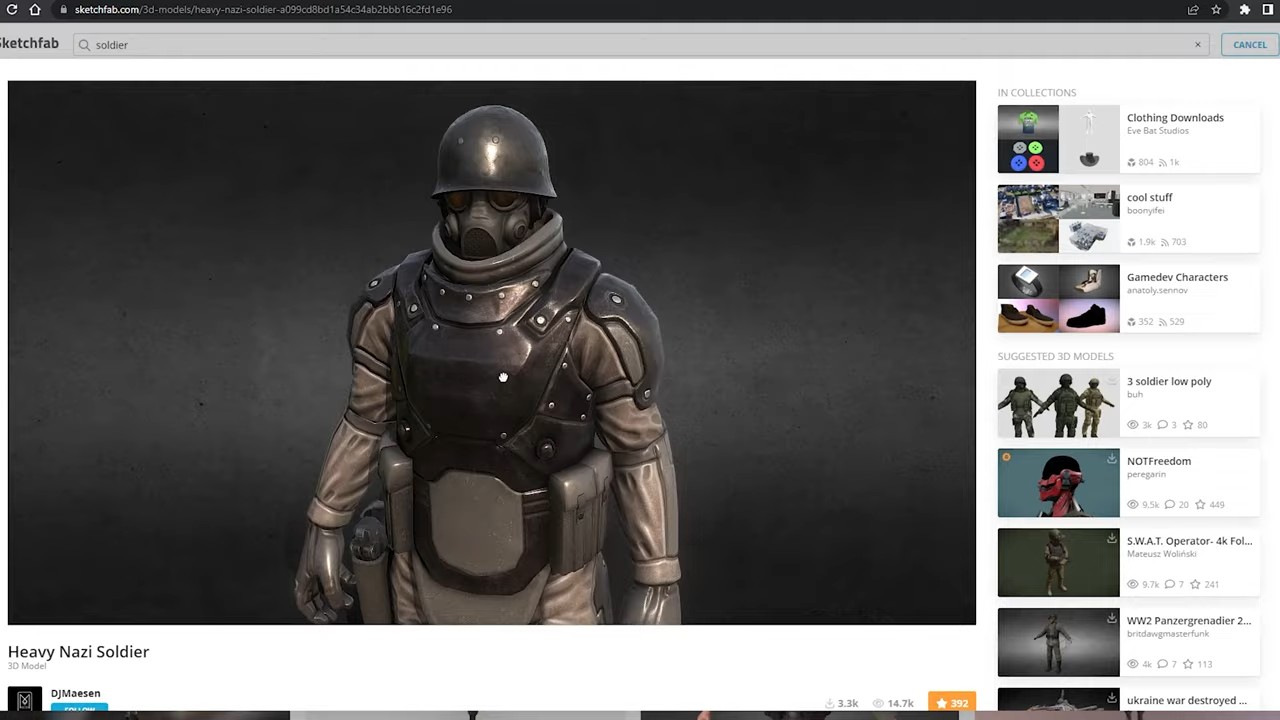 sketchfab.com/3d-models/heavy-nazi-soldier-a099cd8bd1a54c34ab2bbb16c2fd1e96
Sketchfab
soldier
CANCEL
IN COLLECTIONS
Clothing Downloads
Eve Bat Studios
804 1k
cool stuff
boonyifei
1.9k 703
Gamedev Characters
anatoly.sennov
352 529
SUGGESTED 3D MODELS
3 soldier low poly
buh
3k 3 80
NOTFreedom
peregarin
9.5k 20 449
S.W.A.T. Operator- 4k Fol...
Mateusz Woliński
9.7k 7 241
WW2 Panzergrenadier 2...
britdawgmasterfunk
4k 7 113
ukraine war destroyed ...
Heavy Nazi Soldier
3D Model
DJMaesen
FOLLOW
3.3k 14.7k 392